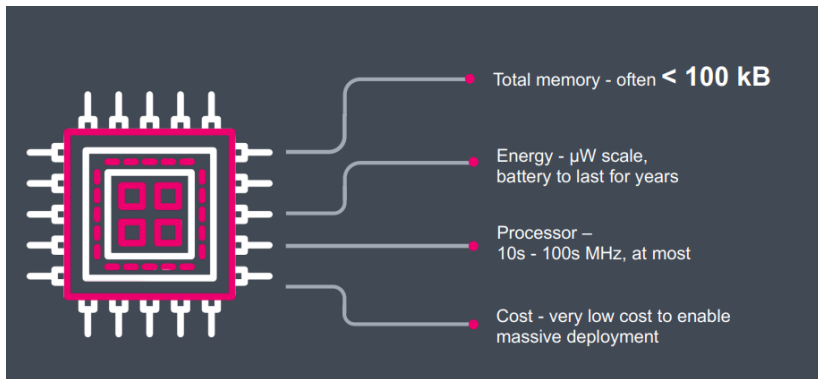 Total memory - often < 100 kB
Energy - µW scale,
battery to last for years
Processor –
10s - 100s MHz, at most
Cost - very low cost to enable
massive deployment